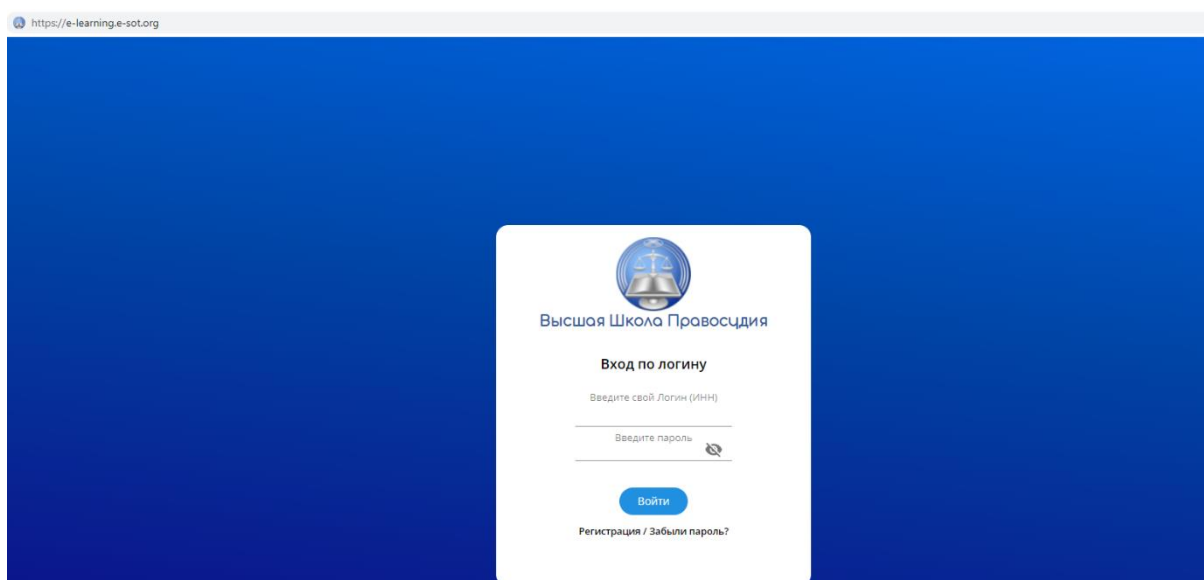 https://e-learning.e-sot.org
Высшая Школа Правосудия
Вход по логину
Введите свой Логин (ИНН)
Введите пароль
Войти
Регистрация / Забыли пароль?